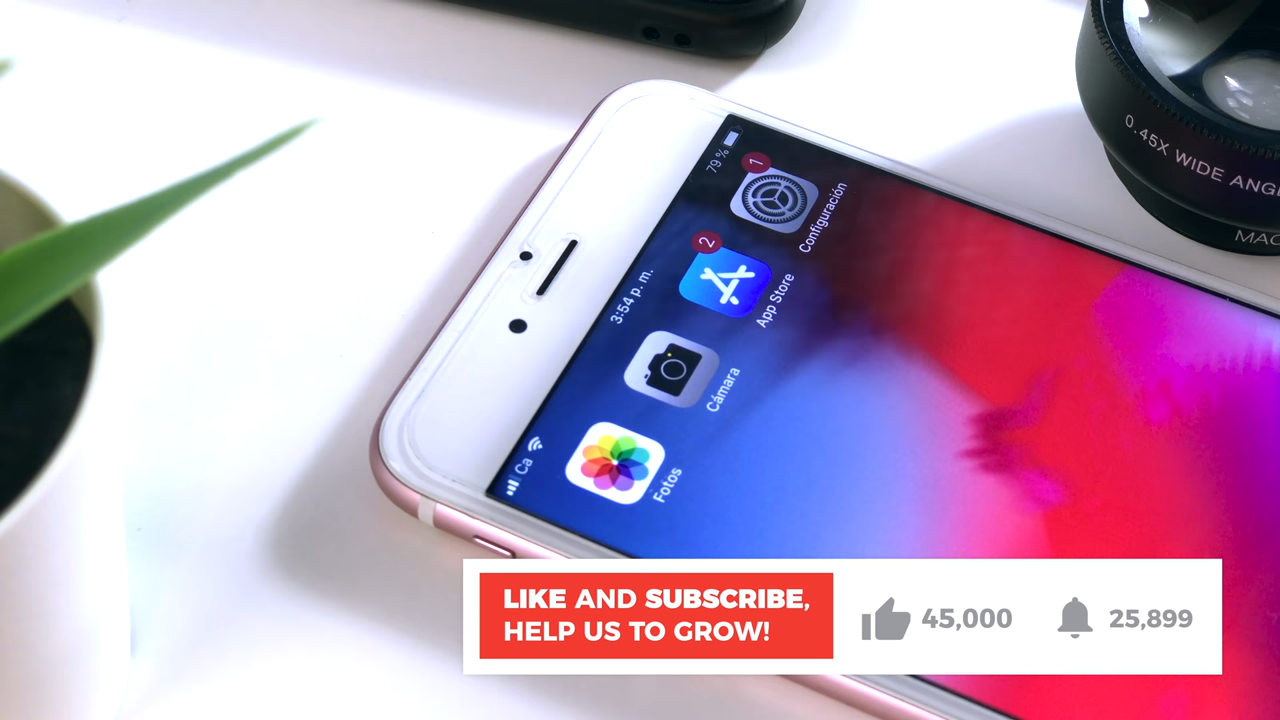 79 %
1
Configuración
2
App Store
3:54 p. m.
Cámara
Ca
Fotos
0.45X WIDE ANG
MAC
LIKE AND SUBSCRIBE,
HELP US TO GROW!
45,000
25,899